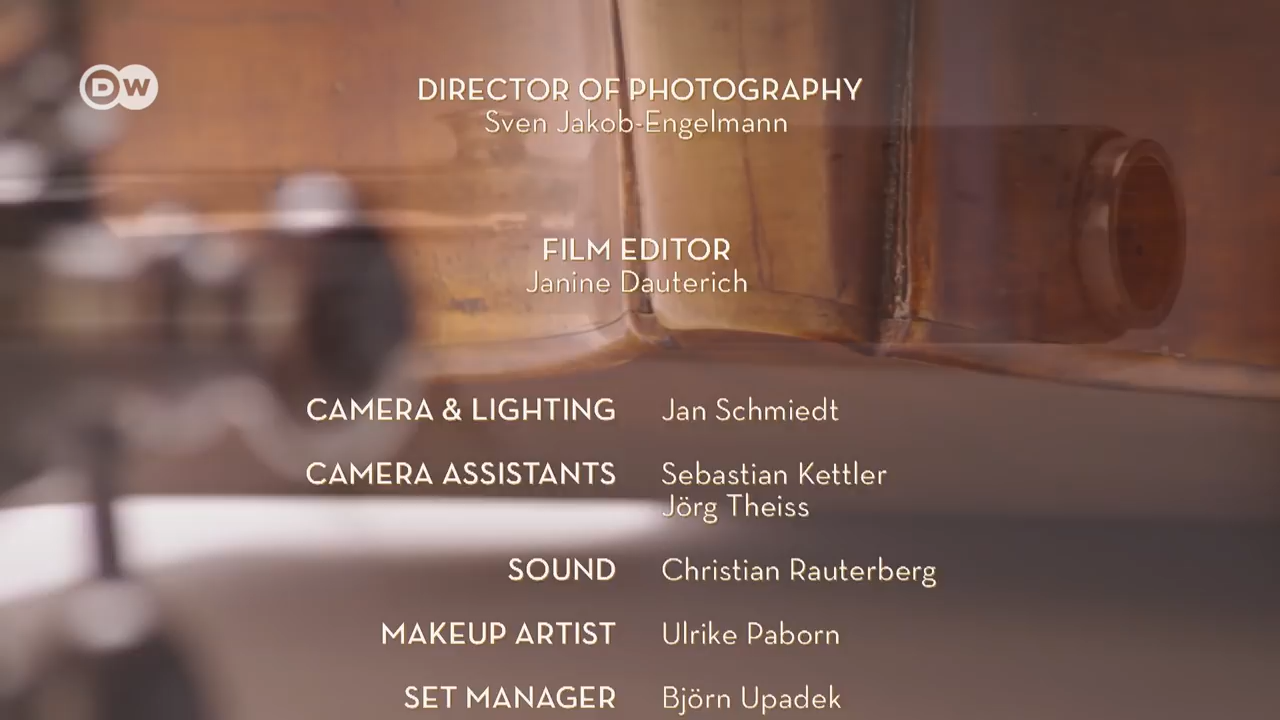 DW
DIRECTOR OF PHOTOGRAPHY
Sven Jakob-Engelmann
FILM EDITOR
Janine Dauterich
CAMERA & LIGHTING Jan Schmiedt
CAMERA ASSISTANTS Sebastian Kettler
Jörg Theiss
SOUND Christian Rauterberg
MAKEUP ARTIST Ulrike Paborn
SET MANAGER Björn Upadek